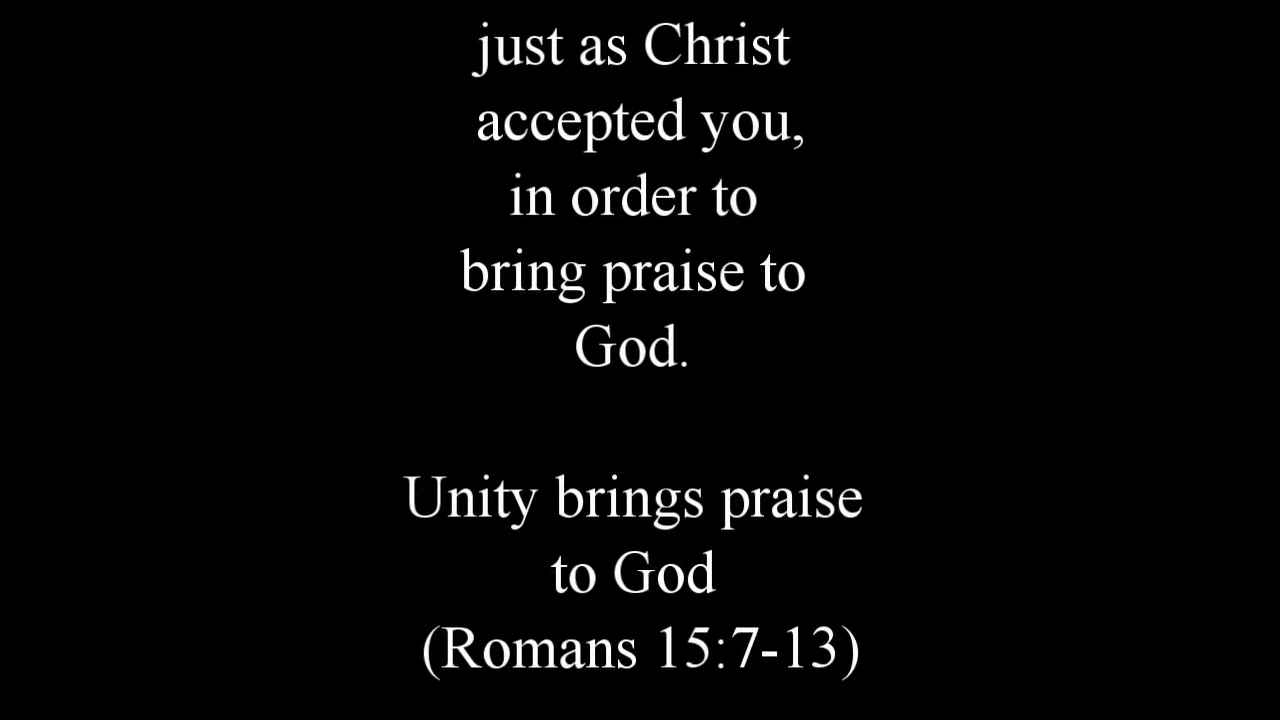 just as Christ
accepted you,
in order to
bring praise to
God.
Unity brings praise
to God
(Romans 15:7-13)